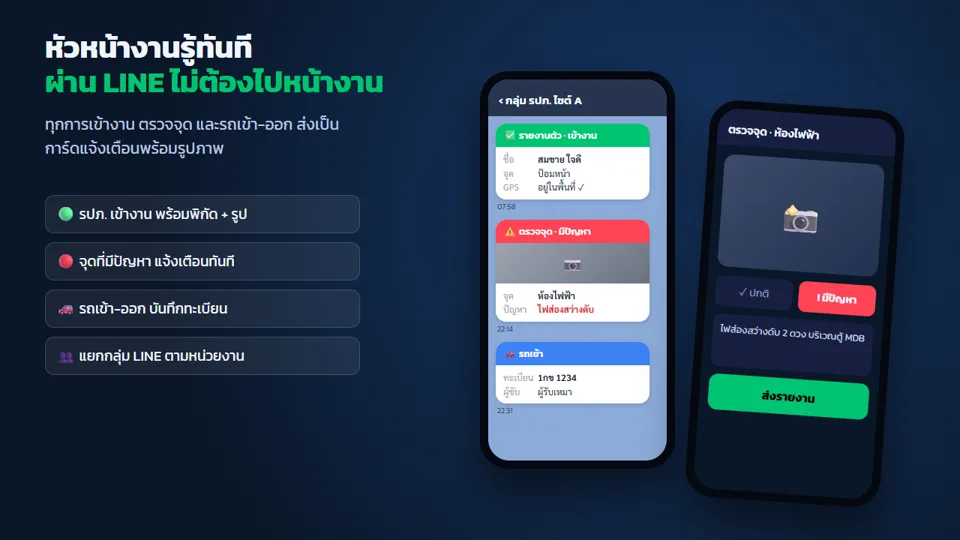 หัวหน้างานรู้ทันที
ผ่าน LINE ไม่ต้องไปหน้างาน
ทุกการเข้างาน ตรวจจุด และรถเข้า-ออก ส่งเป็น
การ์ดแจ้งเตือนพร้อมรูปภาพ
รปภ. เข้างาน พร้อมพิกัด + รูป
จุดที่มีปัญหา แจ้งเตือนทันที
รถเข้า-ออก บันทึกทะเบียน
แยกกลุ่ม LINE ตามหน่วยงาน
‹ กลุ่ม รปภ. ไซต์ A
✅ รายงานตัว · เข้างาน
ชื่อ สมชาย ใจดี
จุด ป้อมหน้า
GPS อยู่ในพื้นที่ ✓
07:58
⚠️ ตรวจจุด · มีปัญหา
จุด ห้องไฟฟ้า
ปัญหา ไฟส่องสว่างดับ
22:14
รถเข้า
ทะเบียน 1กข 1234
ผู้ขับ ผู้รับเหมา
22:31
ตรวจจุด · ห้องไฟฟ้า
✓ ปกติ
! มีปัญหา
ไฟส่องสว่างดับ 2 ดวง บริเวณตู้ MDB
ส่งรายงาน